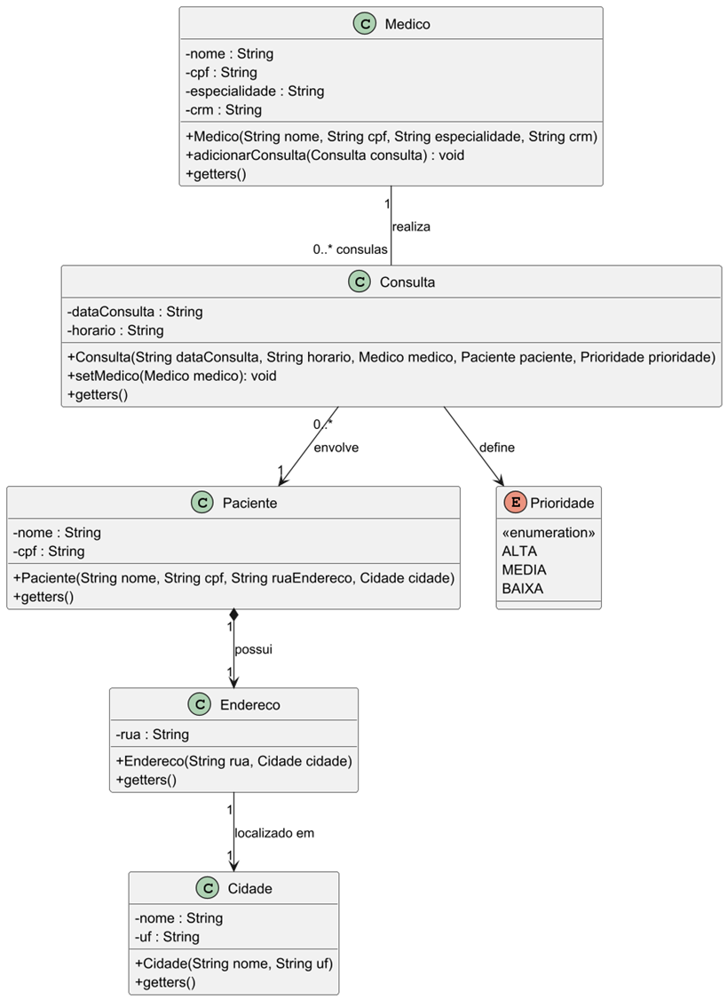 C Medico
-nome : String
-cpf : String
-especialidade : String
-crm : String
+Medico(String nome, String cpf, String especialidade, String crm)
+adicionarConsulta(Consulta consulta) : void
+getters()
1
realiza
0..* consulas
C Consulta
-dataConsulta : String
-horario : String
+Consulta(String dataConsulta, String horario, Medico medico, Paciente paciente, Prioridade prioridade)
+setMedico(Medico medico): void
+getters()
0..*
envolve
1
define
C Paciente
-nome : String
-cpf : String
+Paciente(String nome, String cpf, String ruaEndereco, Cidade cidade)
+getters()
E Prioridade
«enumeration»
ALTA
MEDIA
BAIXA
1
possui
1
C Endereco
-rua : String
+Endereco(String rua, Cidade cidade)
+getters()
1
localizado em
1
C Cidade
-nome : String
-uf : String
+Cidade(String nome, String uf)
+getters()